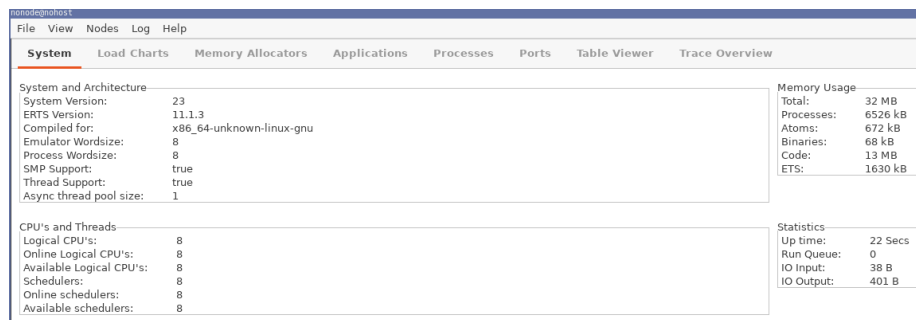 nonode@nohost
File View Nodes Log Help
System Load Charts Memory Allocators Applications Processes Ports Table Viewer Trace Overview
System and Architecture
System Version: 23
ERTS Version: 11.1.3
Compiled for: x86_64-unknown-linux-gnu
Emulator Wordsize: 8
Process Wordsize: 8
SMP Support: true
Thread Support: true
Async thread pool size: 1
Memory Usage
Total: 32 MB
Processes: 6526 kB
Atoms: 672 kB
Binaries: 68 kB
Code: 13 MB
ETS: 1630 kB
CPU's and Threads
Logical CPU's: 8
Online Logical CPU's: 8
Available Logical CPU's: 8
Schedulers: 8
Online schedulers: 8
Available schedulers: 8
Statistics
Up time: 22 Secs
Run Queue: 0
IO Input: 38 B
IO Output: 401 B